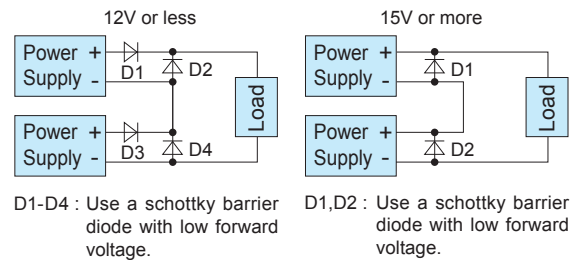 12V or less
Power +
Supply -
D1
D2
Load
Power +
Supply -
D3
D4
D1-D4 : Use a schottky barrier
diode with low forward
voltage.
15V or more
Power +
Supply -
D1
Load
Power +
Supply -
D2
D1,D2 : Use a schottky barrier
diode with low forward
voltage.